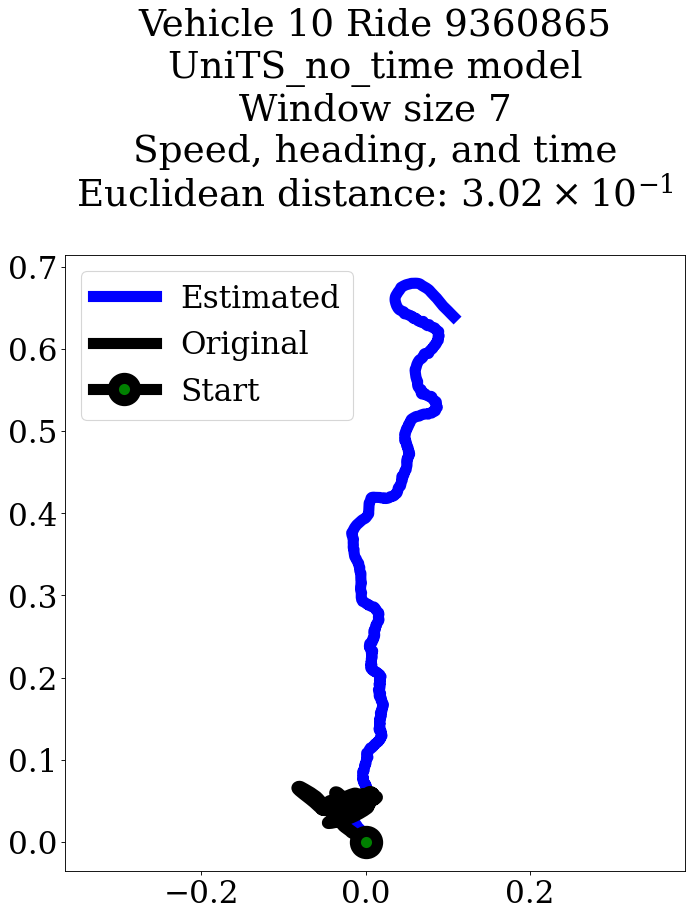 Vehicle 10 Ride 9360865
UniTS_no_time model
Window size 7
Speed, heading, and time
Euclidean distance: 3.02 × 10⁻¹
Estimated
Original
Start
0.7
0.6
0.5
0.4
0.3
0.2
0.1
0.0
−0.2 0.0 0.2